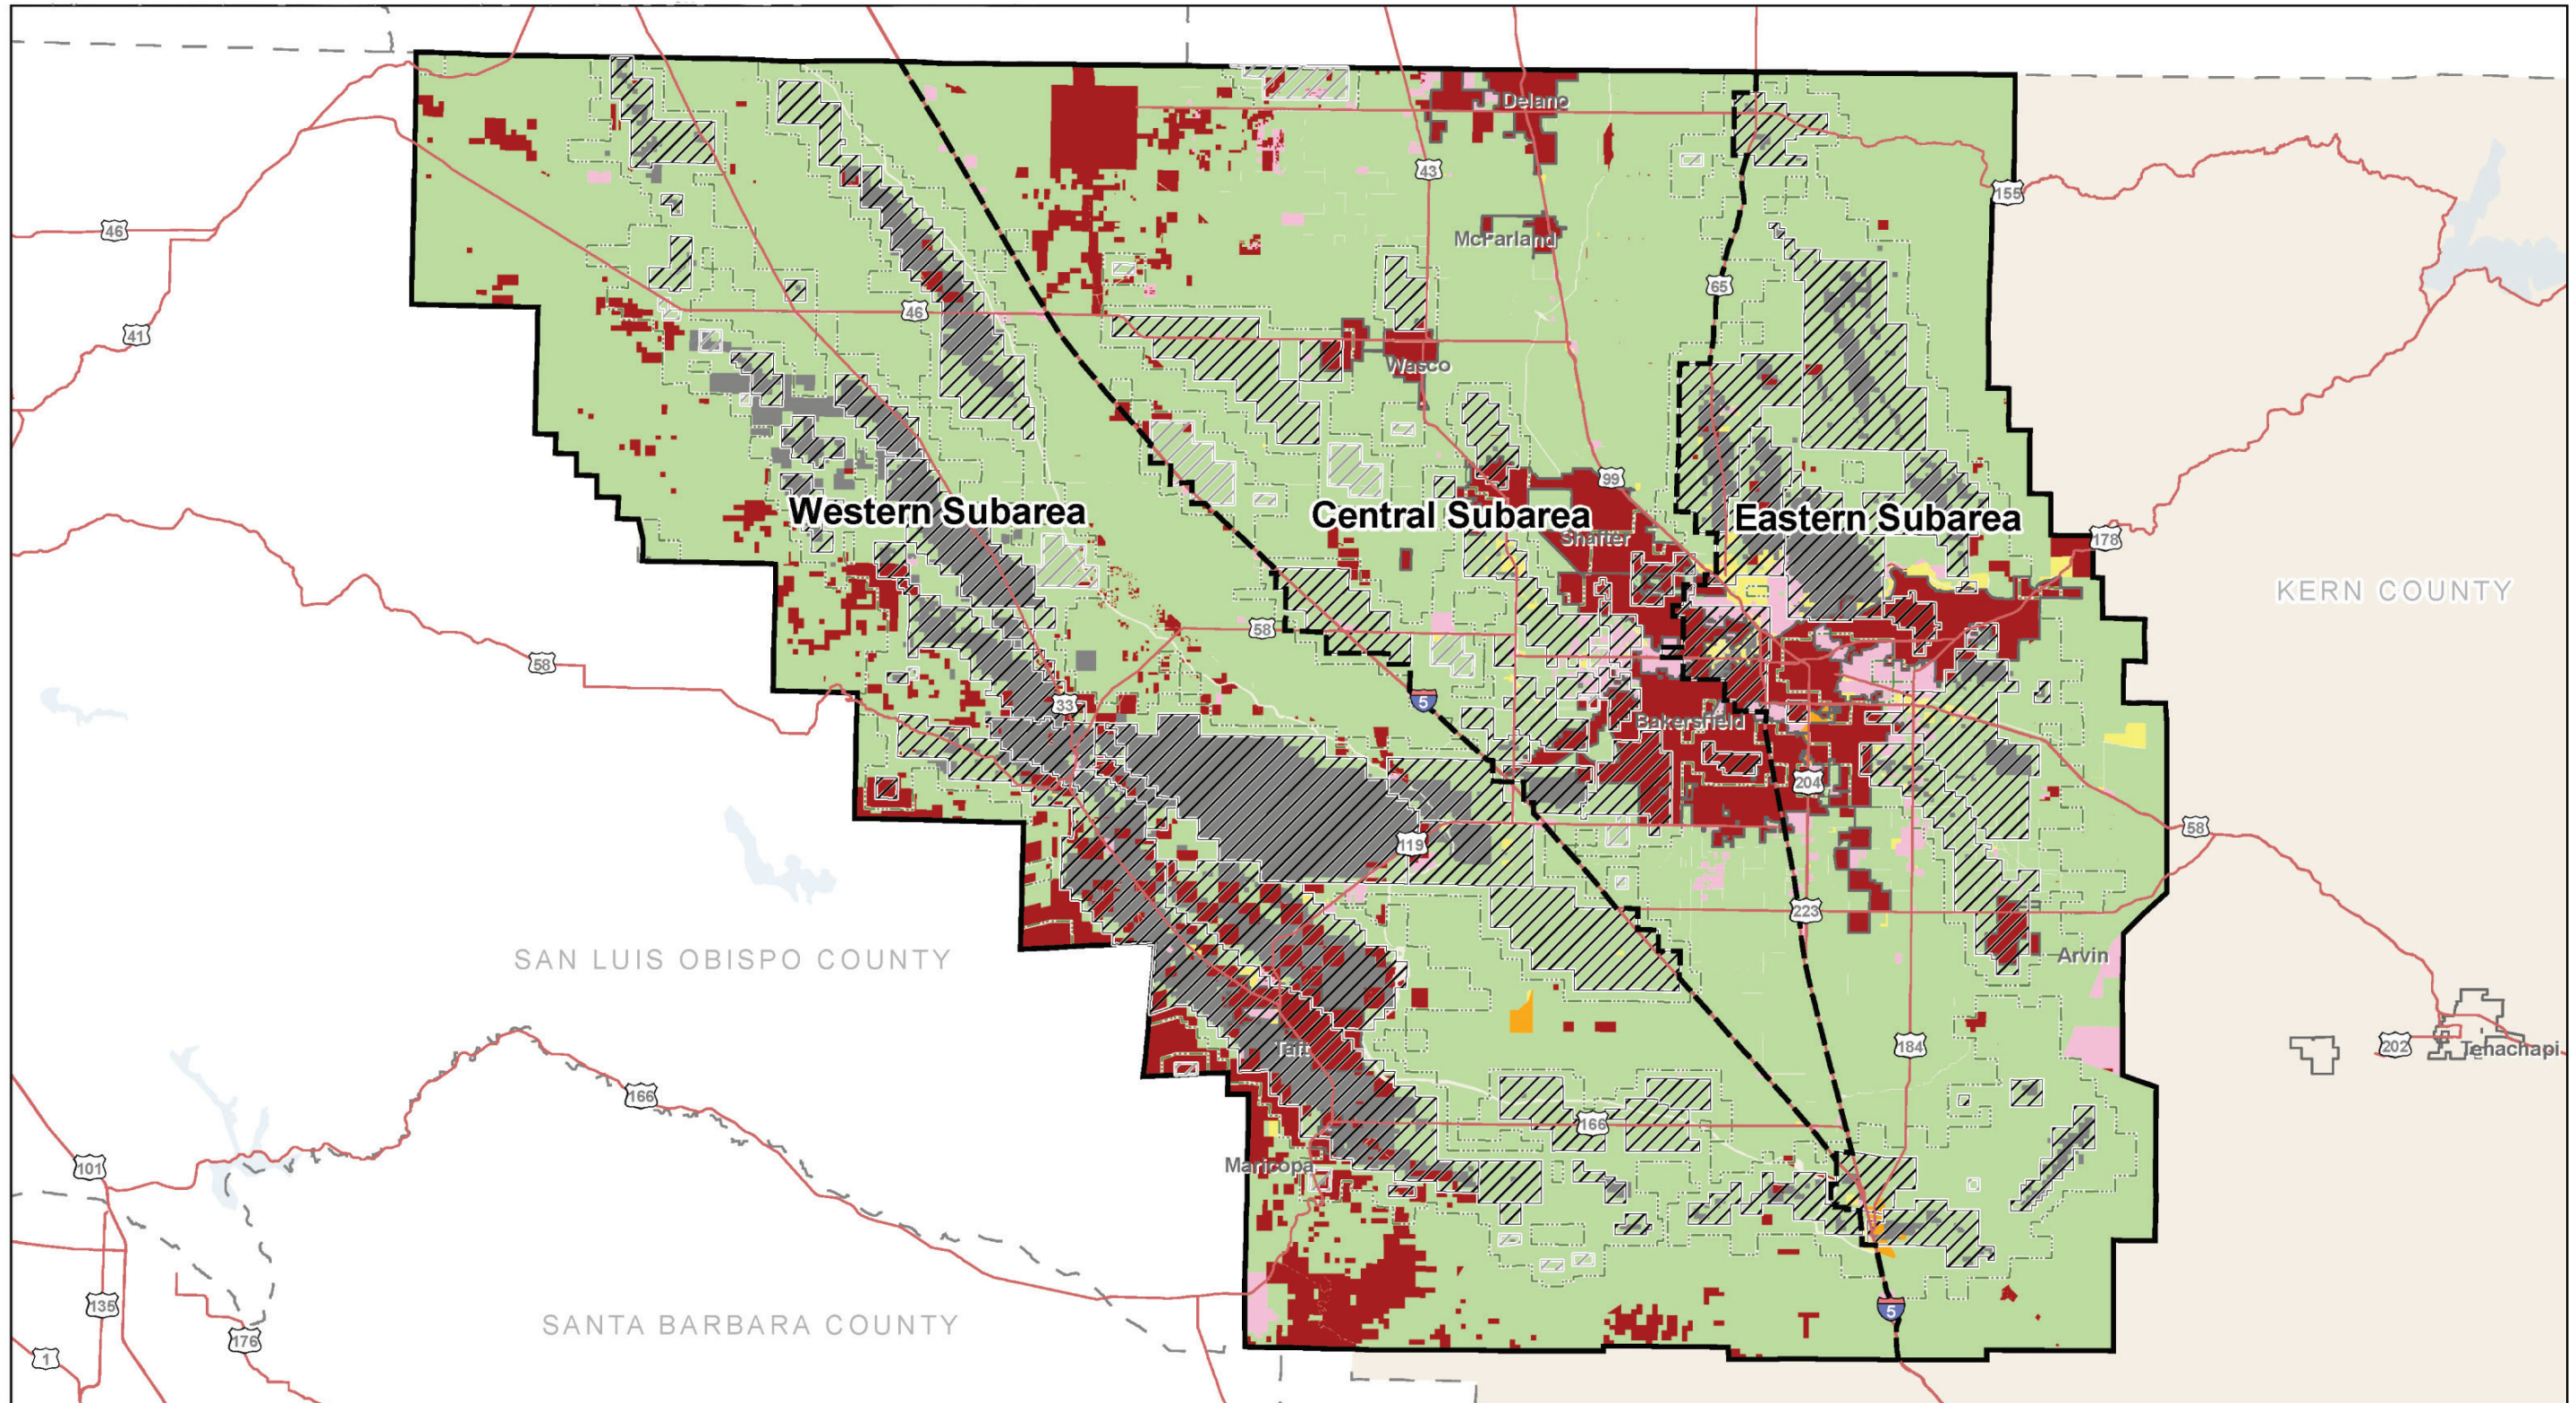 Delano
43
155
46
McFarland
65
46
41
Wasco
99
Western Subarea
Central Subarea
Eastern Subarea
Shafter
178
KERN COUNTY
58
58
33
5
Bakersfield
204
119
58
223
SAN LUIS OBISPO COUNTY
Arvin
184
202
Tehachapi
Taft
166
166
101
Maricopa
135
5
SANTA BARBARA COUNTY
176
1